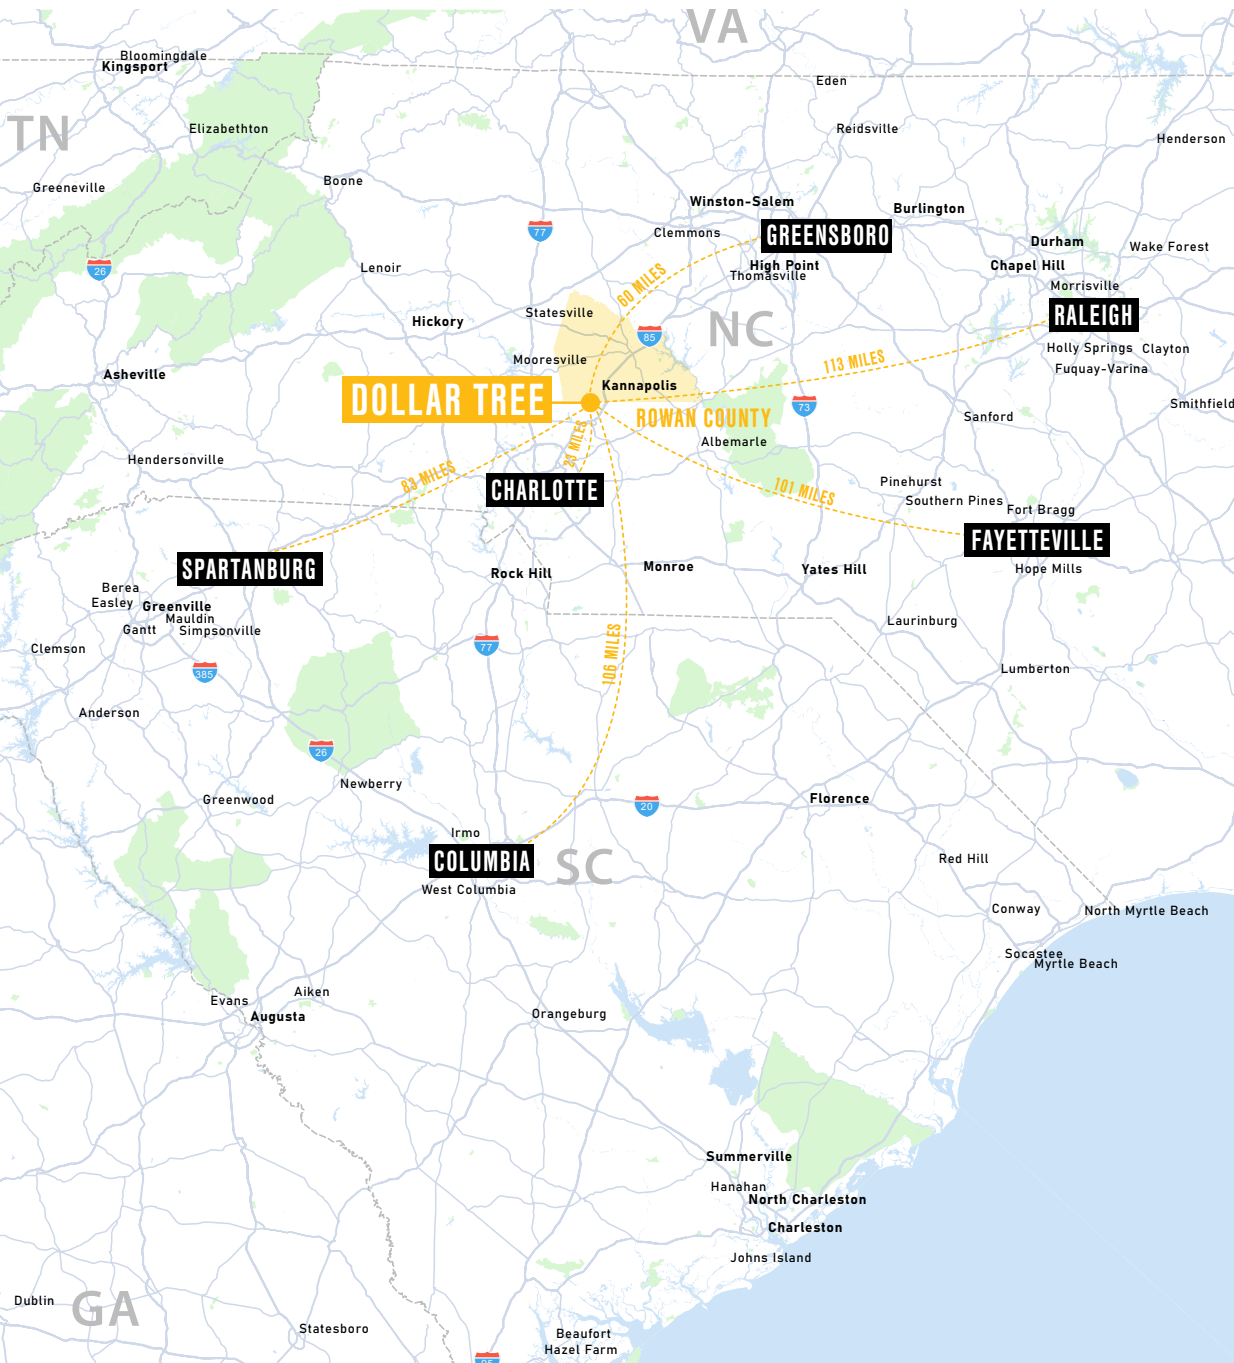 VA
Bloomingdale
Kingsport
Eden
TN
Elizabethton
Reidsville
Henderson
Greeneville
Boone
Winston-Salem
Burlington
77
Clemmons
GREENSBORO
Durham
Wake Forest
26
Lenoir
60 MILES
High Point
Thomasville
Chapel Hill
Morrisville
Statesville
Hickory
85
NC
RALEIGH
Mooresville
113 MILES
Holly Springs
Clayton
Fuquay-Varina
Asheville
Kannapolis
DOLLAR TREE
ROWAN COUNTY
73
Smithfield
Sanford
Albemarle
23 MILES
Hendersonville
83 MILES
CHARLOTTE
101 MILES
Pinehurst
Southern Pines
Fort Bragg
FAYETTEVILLE
SPARTANBURG
Rock Hill
Monroe
Yates Hill
Hope Mills
Berea
Easley
Greenville
Mauldin
Gantt
Simpsonville
Laurinburg
Clemson
77
106 MILES
385
Lumberton
Anderson
26
Newberry
Greenwood
20
Florence
Irmo
COLUMBIA
SC
Red Hill
West Columbia
Conway
North Myrtle Beach
Socastee
Myrtle Beach
Evans
Aiken
Augusta
Orangeburg
Summerville
Hanahan
North Charleston
Charleston
Johns Island
Dublin
GA
Statesboro
Beaufort
Hazel Farm
95